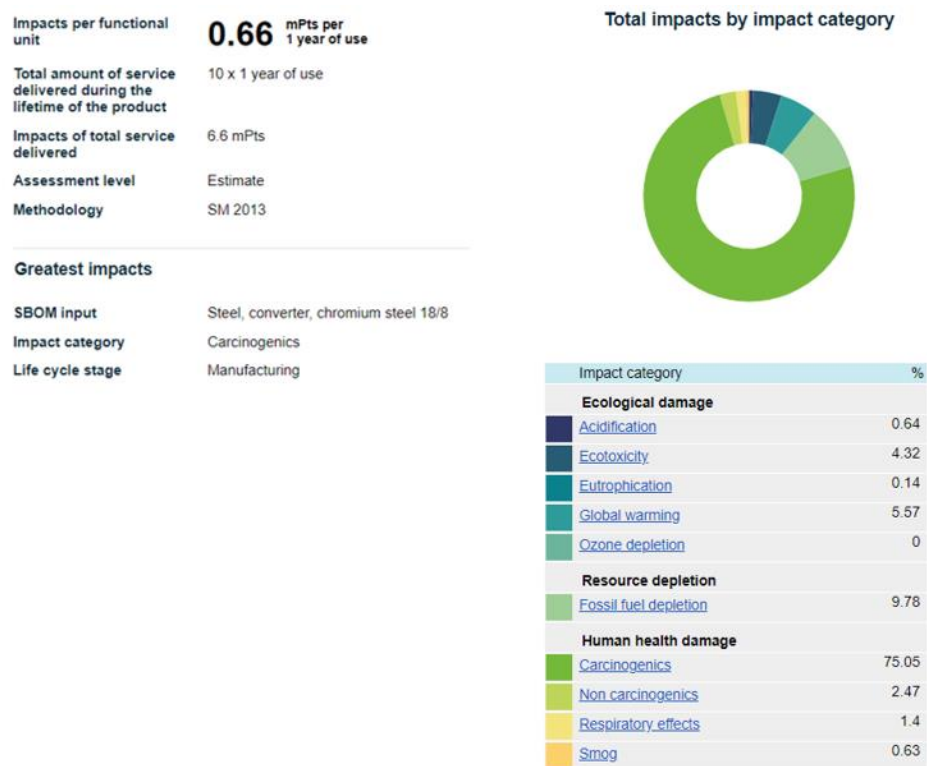 Impacts per functional
unit
0.66 mPts per
1 year of use
Total amount of service
delivered during the
lifetime of the product
10 x 1 year of use
Impacts of total service
delivered
6.6 mPts
Assessment level
Estimate
Methodology
SM 2013
Greatest impacts
SBOM input
Steel, converter, chromium steel 18/8
Impact category
Carcinogenics
Life cycle stage
Manufacturing
Total impacts by impact category
Impact category %
Ecological damage
Acidification 0.64
Ecotoxicity 4.32
Eutrophication 0.14
Global warming 5.57
Ozone depletion 0
Resource depletion
Fossil fuel depletion 9.78
Human health damage
Carcinogenics 75.05
Non carcinogenics 2.47
Respiratory effects 1.4
Smog 0.63